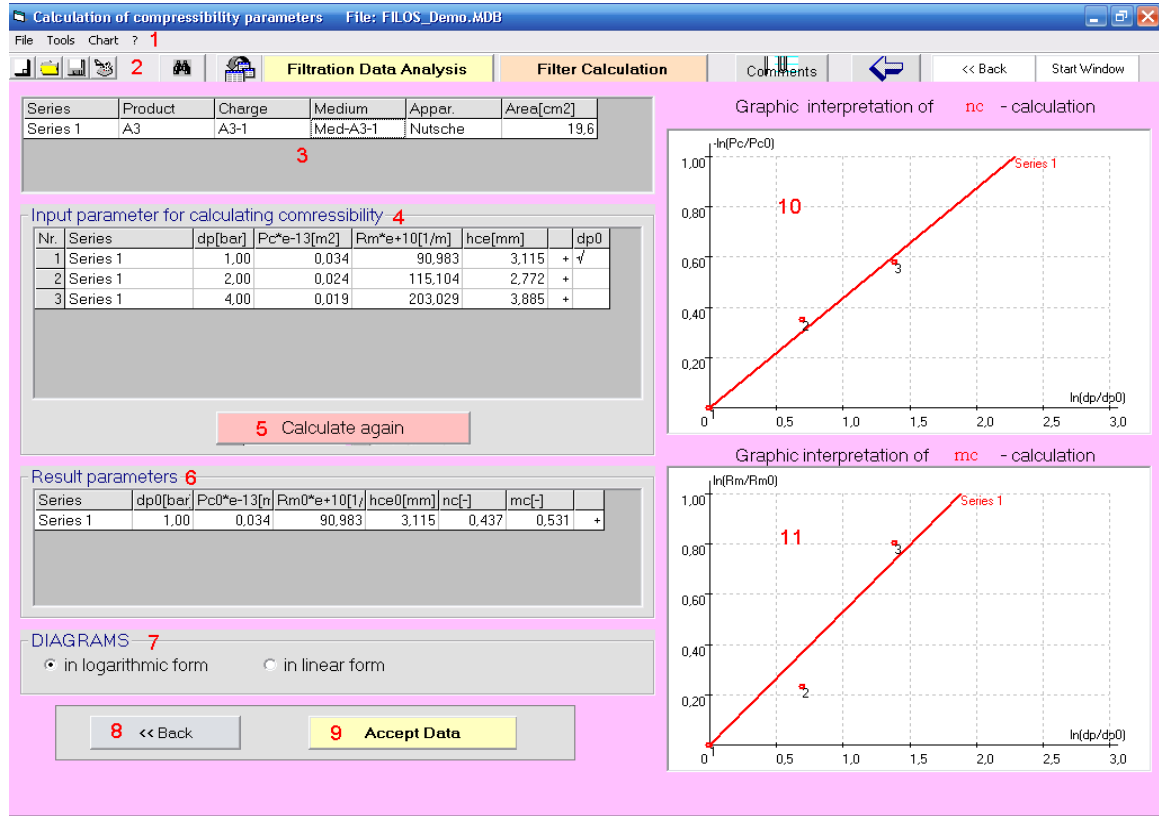 Calculation of compressibility parameters File: FILOS_Demo.MDB
File Tools Chart ? 1
2 Filtration Data Analysis Filter Calculation Comments << Back Start Window
Series Product Charge Medium Appar. Area[cm2]
Series 1 A3 A3-1 Med-A3-1 Nutsche 19,6
3
Input parameter for calculating comressibility 4
Nr. Series dp[bar] Pc*e-13[m2] Rm*e+10[1/m] hce[mm] dp0
1 Series 1 1,00 0,034 90,983 3,115 + √
2 Series 1 2,00 0,024 115,104 2,772 +
3 Series 1 4,00 0,019 203,029 3,885 +
5 Calculate again
Result parameters 6
Series dp0[bar] Pc0*e-13[m Rm0*e+10[1/ hce0[mm] nc[-] mc[-]
Series 1 1,00 0,034 90,983 3,115 0,437 0,531 +
DIAGRAMS 7
in logarithmic form in linear form
8 << Back 9 Accept Data
Graphic interpretation of nc - calculation
-ln(Pc/Pc0)
1,00 Series 1
0,80 10
0,60 3
0,40 2
0,20
ln(dp/dp0)
0 0,5 1,0 1,5 2,0 2,5 3,0
Graphic interpretation of mc - calculation
ln(Rm/Rm0)
1,00 Series 1
11
0,80 3
0,60
0,40
0,20 2
ln(dp/dp0)
0 0,5 1,0 1,5 2,0 2,5 3,0